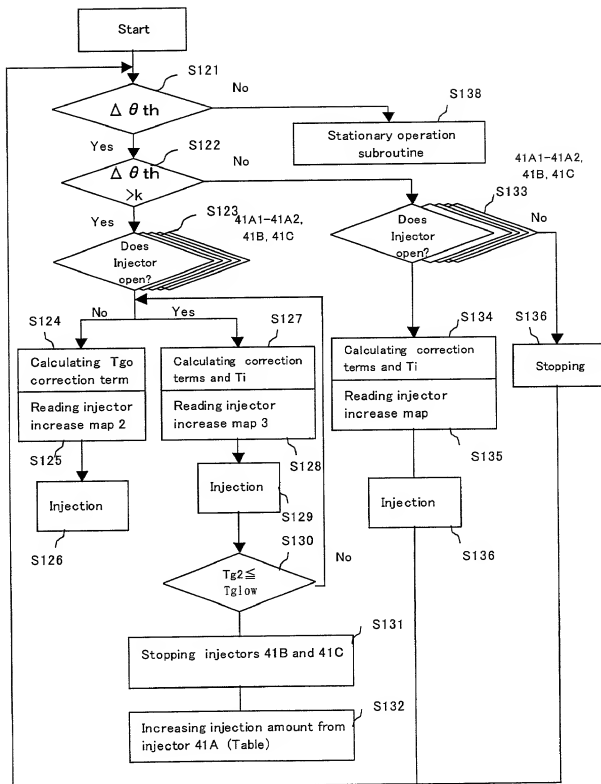 Start
S121
Δ θ th
No
Yes
S138
Stationary operation
subroutine
S122
Δ θ th
>k
No
Yes
S123
41A1-41A2,
41B, 41C
Does
Injector
open?
41A1-41A2,
41B, 41C
S133
Does
Injector
open?
No
No
Yes
S124
Calculating Tgo
correction term
Reading injector
increase map 2
S125
Injection
S126
S127
Calculating correction
terms and Ti
Reading injector
increase map 3
S128
Injection
S129
S130
Tg2≦
Tglow
No
S131
Stopping injectors 41B and 41C
S132
Increasing injection amount from
injector 41A (Table)
S134
Calculating correction
terms and Ti
Reading injector
increase map
S135
Injection
S136
S136
Stopping